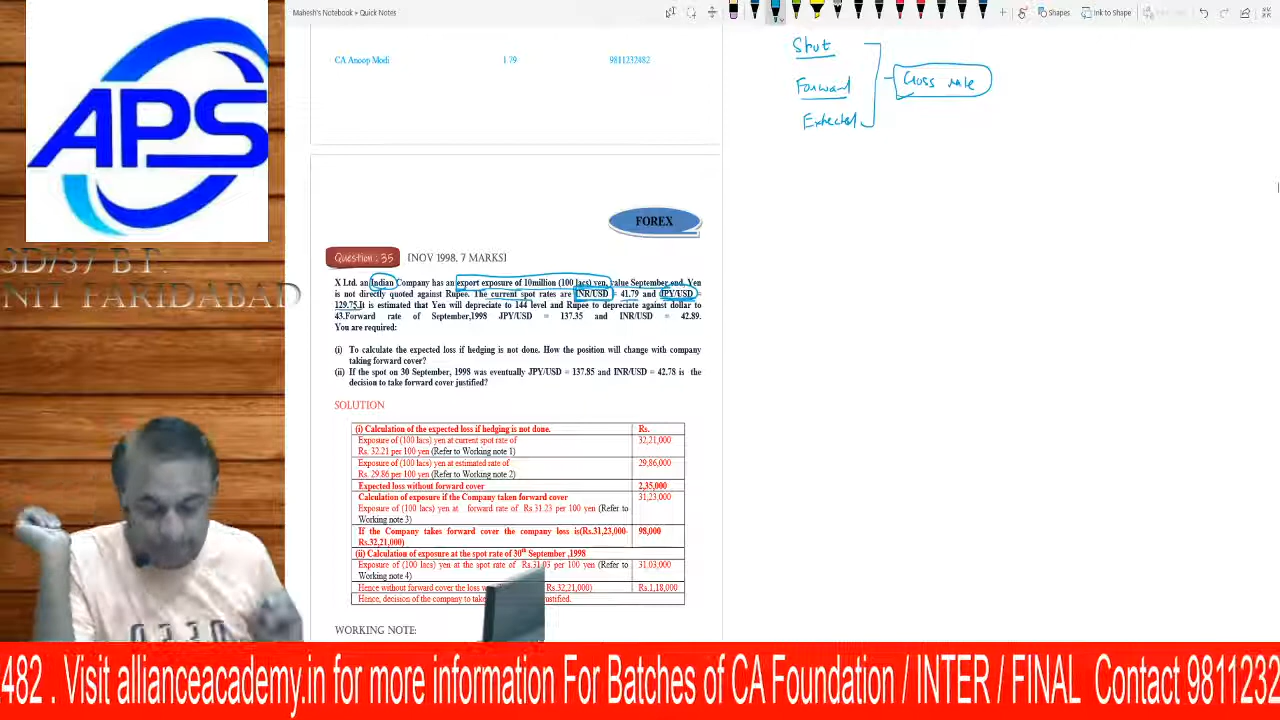 Mahesh's Notebook » Quick Notes
Shapes
Ink to Shape
APS
3D/37 B.P.
NIT FARIDABAD
CA Anoop Modi 1 79 9811232482
Spot
Forward
Expected
Cross rate
FOREX
Question : 35 [NOV 1998, 7 MARKS]
X Ltd. an Indian Company has an export exposure of 10million (100 lacs) yen, value September end. Yen
is not directly quoted against Rupee. The current spot rates are INR/USD = 41.79 and JPY/USD
129.75.It is estimated that Yen will depreciate to 144 level and Rupee to depreciate against dollar to
43.Forward rate of September,1998 JPY/USD = 137.35 and INR/USD = 42.89.
You are required:
(i) To calculate the expected loss if hedging is not done. How the position will change with company
taking forward cover?
(ii) If the spot on 30 September, 1998 was eventually JPY/USD = 137.85 and INR/USD = 42.78 is the
decision to take forward cover justified?
SOLUTION
(i) Calculation of the expected loss if hedging is not done. Rs.
Exposure of (100 lacs) yen at current spot rate of 32,21,000
Rs. 32.21 per 100 yen (Refer to Working note 1)
Exposure of (100 lacs) yen at estimated rate of 29,86,000
Rs. 29.86 per 100 yen (Refer to Working note 2)
Expected loss without forward cover 2,35,000
Calculation of exposure if the Company taken forward cover 31,23,000
Exposure of (100 lacs) yen at forward rate of Rs 31.23 per 100 yen (Refer to
Working note 3)
If the Company takes forward cover the company loss is(Rs.31,23,000- 98,000
Rs.32,21,000)
(ii) Calculation of exposure at the spot rate of 30th September ,1998
Exposure of (100 lacs) yen at the spot rate of Rs.31.03 per 100 yen (Refer to 31.03,000
Working note 4)
Hence without forward cover the loss Rs.32,21,000) Rs.1,18,000
Hence, decision of the company to
WORKING NOTE:
482 . Visit allianceacademy.in for more information For Batches of CA Foundation / INTER / FINAL Contact 9811232